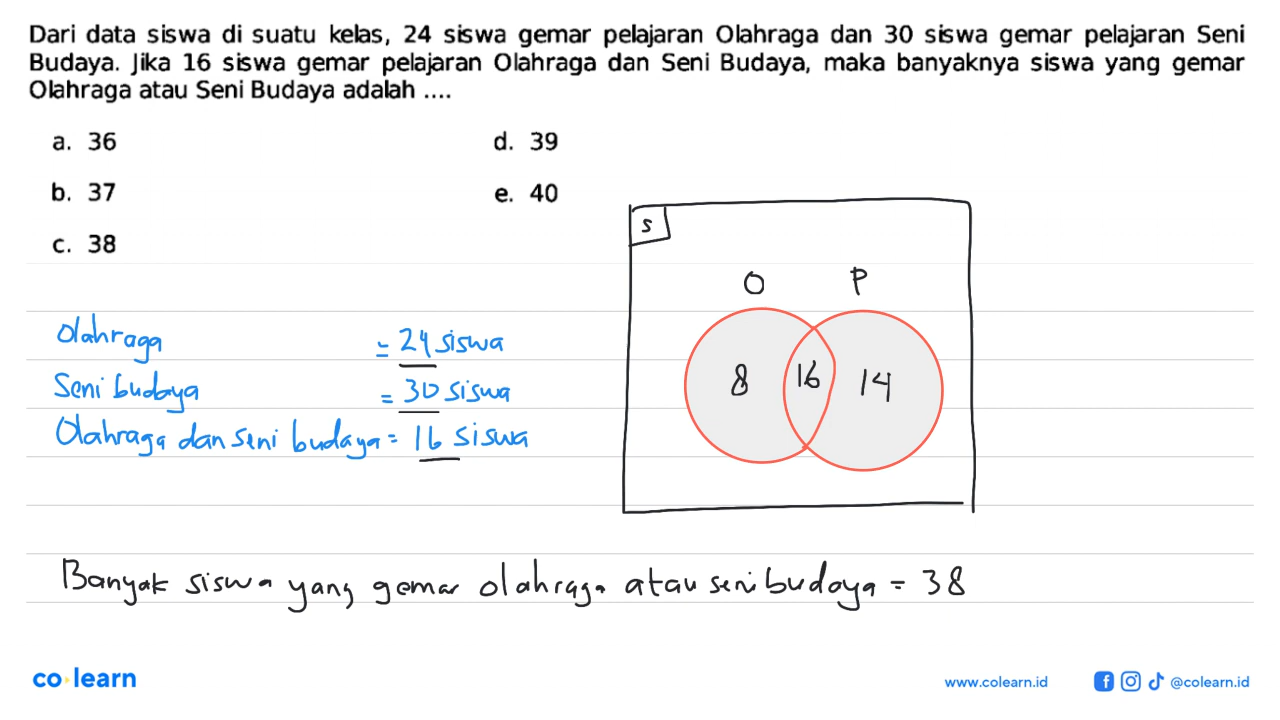 Dari data siswa di suatu kelas, 24 siswa gemar pelajaran Olahraga dan 30 siswa gemar pelajaran Seni
Budaya. Jika 16 siswa gemar pelajaran Olahraga dan Seni Budaya, maka banyaknya siswa yang gemar
Olahraga atau Seni Budaya adalah ....
a. 36
d. 39
b. 37
e. 40
c. 38
S
O P
Olahraga = 24 siswa
8 16 14
Seni budaya = 30 siswa
Olahraga dan seni budaya = 16 siswa
Banyak siswa yang gemar olahraga atau seni budaya = 38
co learn
www.colearn.id @colearn.id